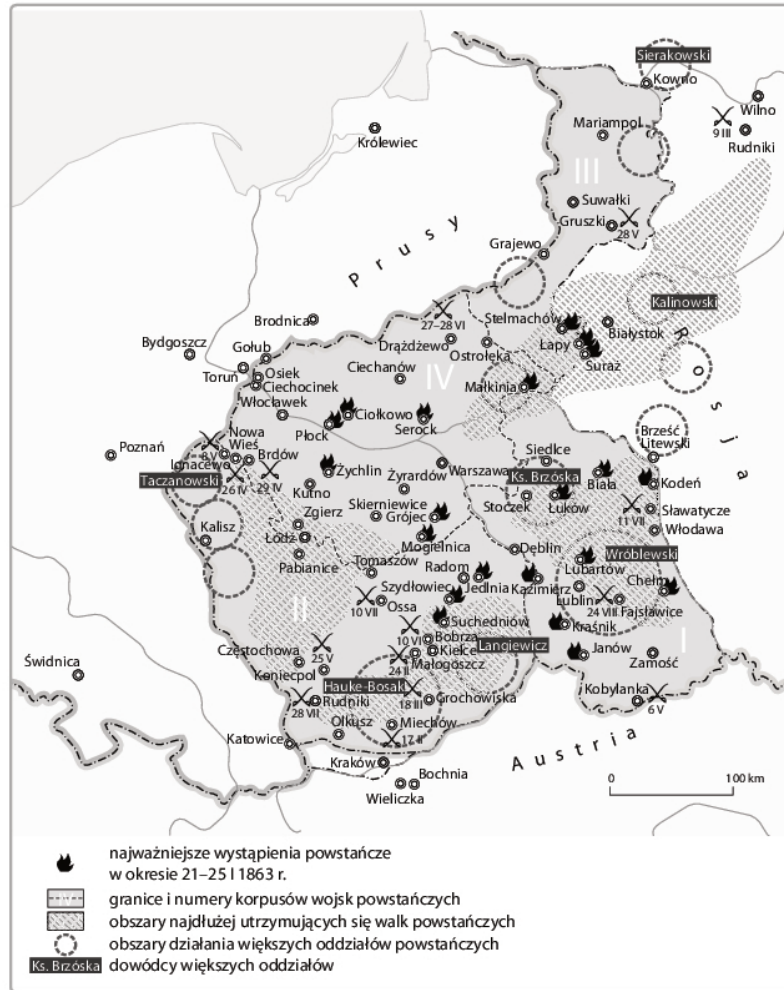 Sierakowski
Kowno
Wilno
9 III
Rudniki
Mariampol
Królewiec
III
Suwałki
Gruszki
28 V
Grajewo
Prusy
Kalinowski
Stelmachów
Białystok
Łapy
Suraż
Rosja
Brodnica
27–28 VI
Drążdżewo
Ostrołęka
Bydgoszcz
Gołub
Toruń
Osiek
Ciechocinek
Ciechanów
IV
Małkinia
Włocławek
Ciołkowo
Płock
Serock
Brześć
Litewski
Poznań
Nowa
Wieś
8 V
Ignacewo
Brdów
Taczanowski
26 IV
29 IV
Żychlin
Kutno
Żyrardów
Warszawa
Siedlce
Ks. Brzóska
Biała
Kodeń
Stoczek
Łuków
Sławatycze
11 VII
Włodawa
Skierniewice
Grójec
Zgierz
Kalisz
Łódź
Mogielnica
Pabianice
Dęblin
Wróblewski
Tomaszów
Radom
Jedlnia
Kazimierz
Lubartów
Chełm
Lublin
24 VIII
Fajsławice
Szydłowiec
II
10 VII
Ossa
Suchedniów
Kraśnik
10 VI
Bobrza
Langiewicz
I
Kielce
24 II
Małogoszcz
Janów
Zamość
25 V
Częstochowa
Koniecpol
Świdnica
Hauke-Bosak
Rudniki
18 III
Grochowiska
Kobylanka
6 V
28 VII
Olkusz
Miechów
17 II
Katowice
Austria
Kraków
Bochnia
Wieliczka
0 100 km
najważniejsze wystąpienia powstańcze
w okresie 21–25 I 1863 r.
IV granice i numery korpusów wojsk powstańczych
obszary najdłużej utrzymujących się walk powstańczych
obszary działania większych oddziałów powstańczych
Ks. Brzóska dowódcy większych oddziałów